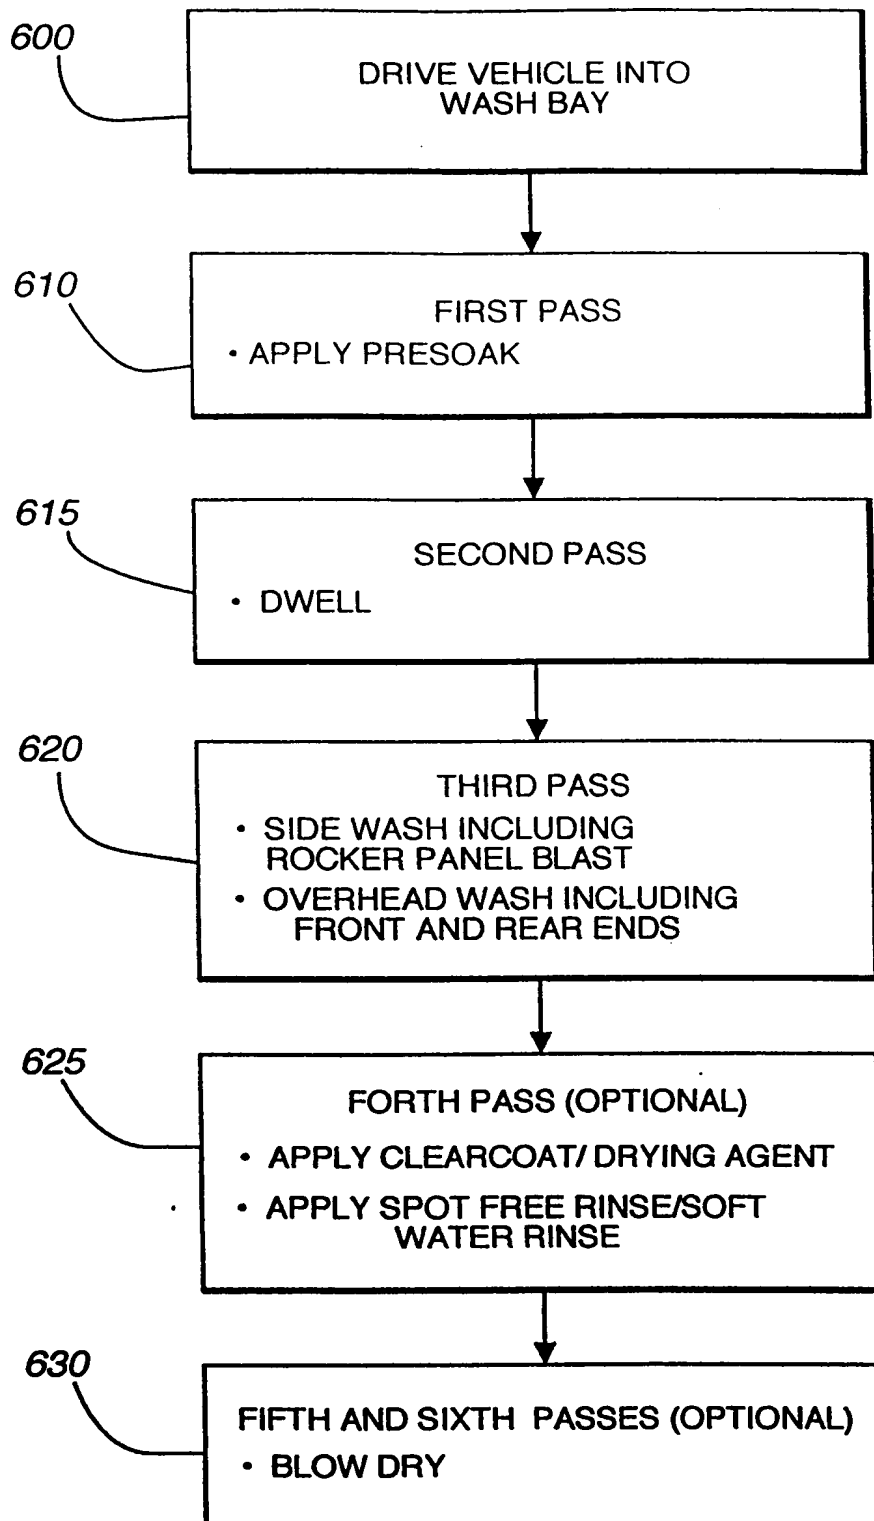 600
DRIVE VEHICLE INTO
WASH BAY
610
FIRST PASS
• APPLY PRESOAK
615
SECOND PASS
• DWELL
620
THIRD PASS
• SIDE WASH INCLUDING
ROCKER PANEL BLAST
• OVERHEAD WASH INCLUDING
FRONT AND REAR ENDS
625
FORTH PASS (OPTIONAL)
• APPLY CLEARCOAT/ DRYING AGENT
• APPLY SPOT FREE RINSE/SOFT
WATER RINSE
630
FIFTH AND SIXTH PASSES (OPTIONAL)
• BLOW DRY